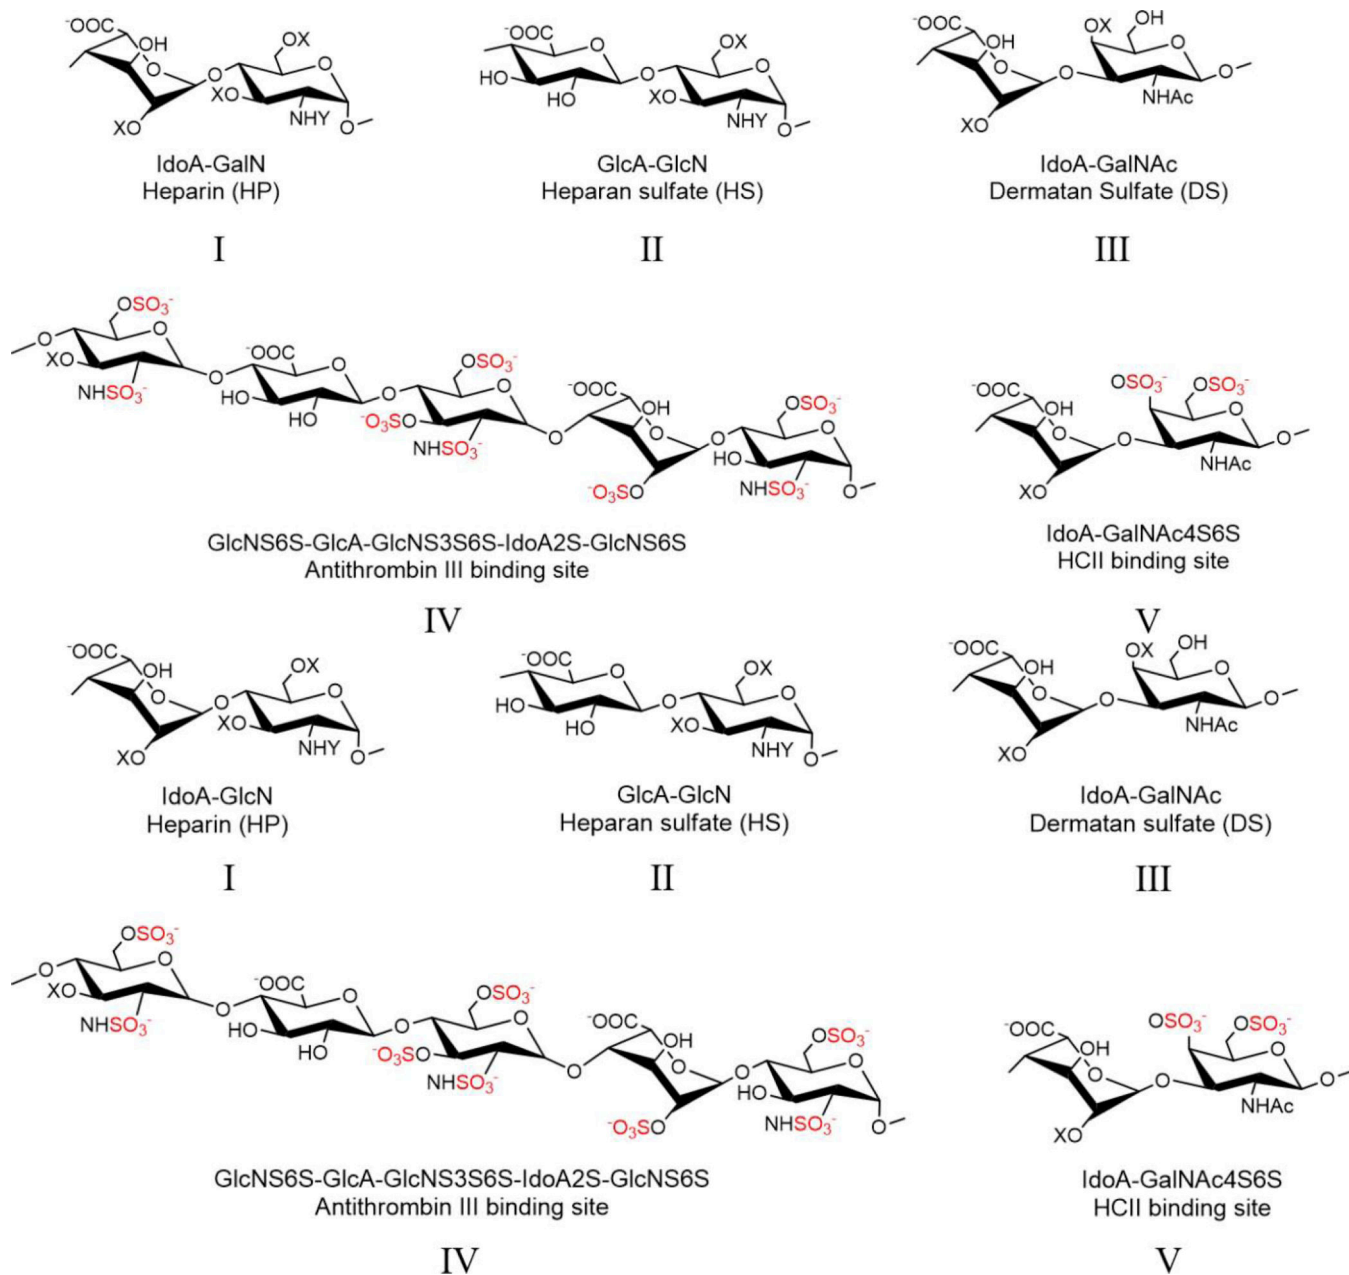 ⁻OOC OH O O OX O XO XO NHY O
IdoA-GalN
Heparin (HP)
I
⁻OOC O HO HO O OX O XO NHY O
GlcA-GlcN
Heparan sulfate (HS)
II
⁻OOC OH O XO O OX OH O NHAc O
IdoA-GalNAc
Dermatan Sulfate (DS)
III
O OSO₃⁻ O XO NHSO₃⁻ O ⁻OOC O HO HO O OSO₃⁻ O ⁻O₃SO NHSO₃⁻ O ⁻OOC OH O ⁻O₃SO O OSO₃⁻ O HO NHSO₃⁻ O
GlcNS6S-GlcA-GlcNS3S6S-IdoA2S-GlcNS6S
Antithrombin III binding site
IV
⁻OOC OH O XO O OSO₃⁻ OSO₃⁻ O NHAc O
IdoA-GalNAc4S6S
HCII binding site
V
⁻OOC OH O O OX O XO XO NHY O
IdoA-GlcN
Heparin (HP)
I
⁻OOC O HO HO O OX O XO NHY O
GlcA-GlcN
Heparan sulfate (HS)
II
⁻OOC OH O XO O OX OH O NHAc O
IdoA-GalNAc
Dermatan sulfate (DS)
III
O OSO₃⁻ O XO NHSO₃⁻ O ⁻OOC O HO HO O OSO₃⁻ O ⁻O₃SO NHSO₃⁻ O ⁻OOC OH O ⁻O₃SO O OSO₃⁻ O HO NHSO₃⁻ O
GlcNS6S-GlcA-GlcNS3S6S-IdoA2S-GlcNS6S
Antithrombin III binding site
IV
⁻OOC OH O XO O OSO₃⁻ OSO₃⁻ O NHAc O
IdoA-GalNAc4S6S
HCII binding site
V